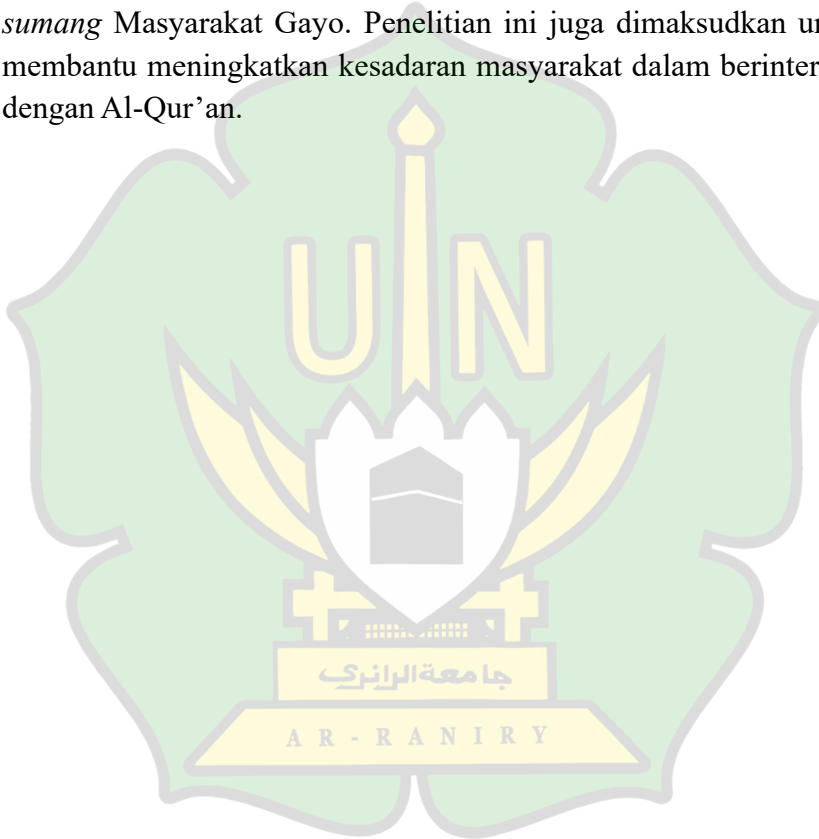 sumang Masyarakat Gayo. Penelitian ini juga dimaksudkan un
membantu meningkatkan kesadaran masyarakat dalam berinter
dengan Al-Qur’an.
UIN
جامعة الرانري
AR-RANIRY